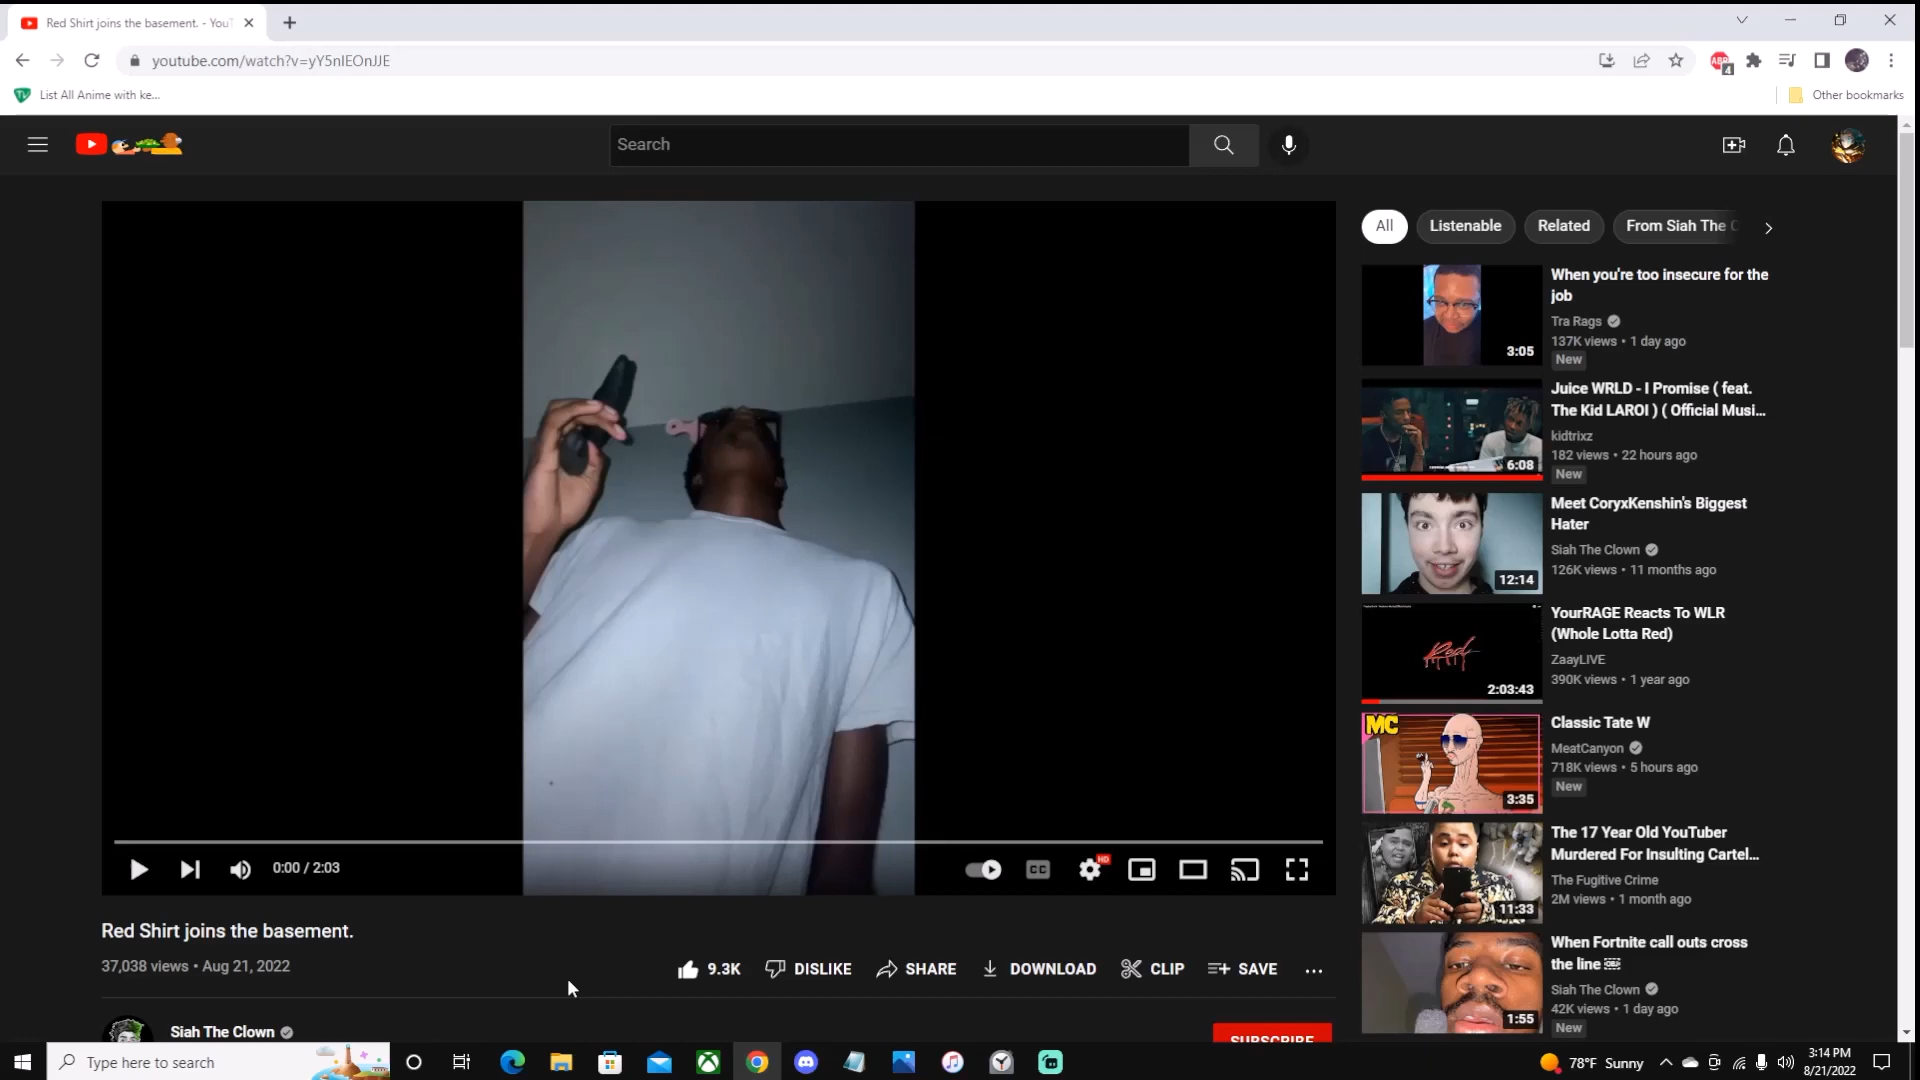 Red Shirt joins the basement. - YouT
youtube.com/watch?v=yY5nIEOnJJE
ABP
4
List All Anime with ke...
Other bookmarks
Search
All
Listenable
Related
From Siah The C
When you're too insecure for the
job
Tra Rags
137K views • 1 day ago
New
3:05
Juice WRLD - I Promise ( feat.
The Kid LAROI ) ( Official Musi...
kidtrixz
182 views • 22 hours ago
New
6:08
Meet CoryxKenshin's Biggest
Hater
Siah The Clown
126K views • 11 months ago
12:14
YourRAGE Reacts To WLR
(Whole Lotta Red)
ZaayLIVE
390K views • 1 year ago
Red
2:03:43
Classic Tate W
MeatCanyon
718K views • 5 hours ago
New
MC
3:35
The 17 Year Old YouTuber
Murdered For Insulting Cartel...
The Fugitive Crime
2M views • 1 month ago
11:33
When Fortnite call outs cross
the line
Siah The Clown
42K views • 1 day ago
New
1:55
0:00 / 2:03
CC
HD
Red Shirt joins the basement.
37,038 views • Aug 21, 2022
9.3K
DISLIKE
SHARE
DOWNLOAD
CLIP
SAVE
Siah The Clown
SUBSCRIBE
Type here to search
78°F Sunny
3:14 PM
8/21/2022